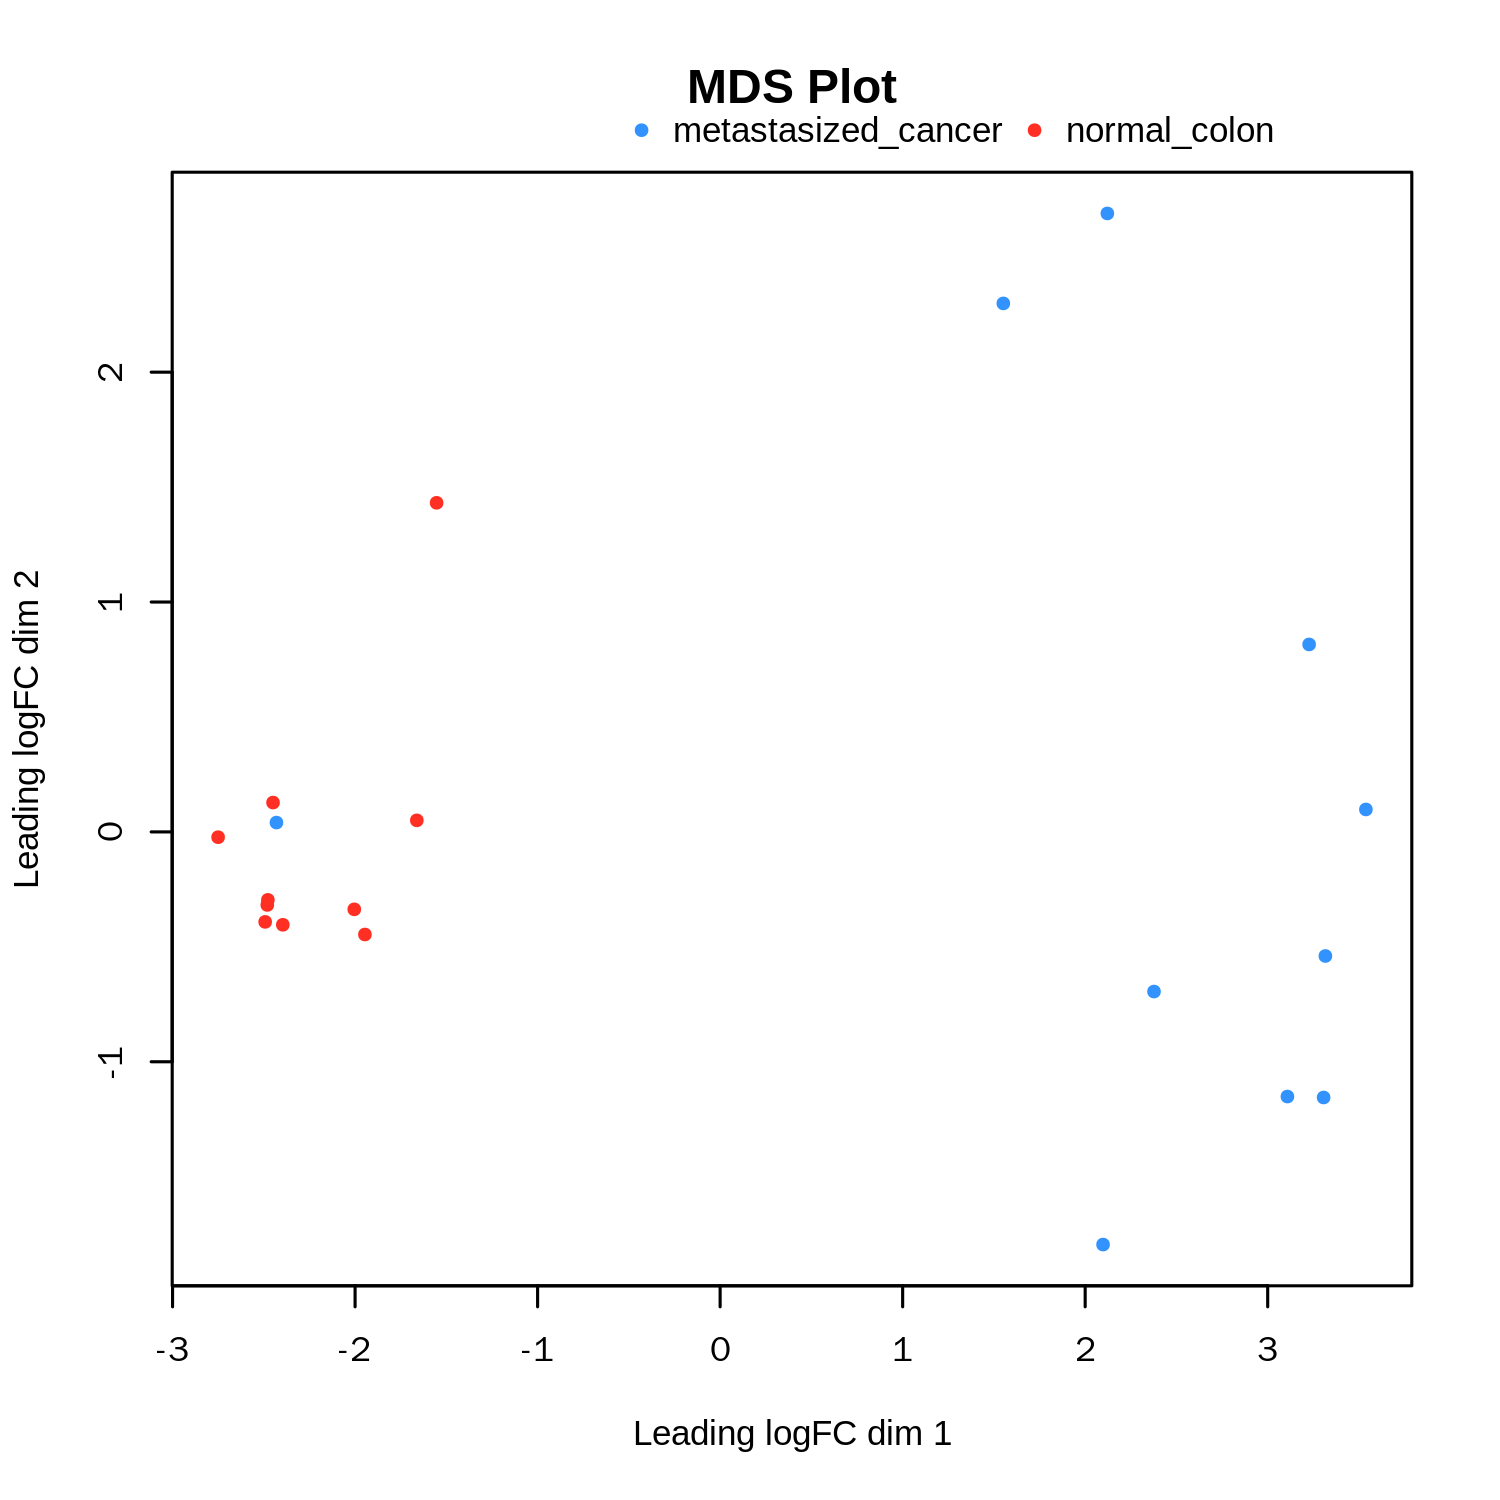 MDS Plot
metastasized_cancer normal_colon
2
1
0
-1
Leading logFC dim 2
-3 -2 -1 0 1 2 3
Leading logFC dim 1